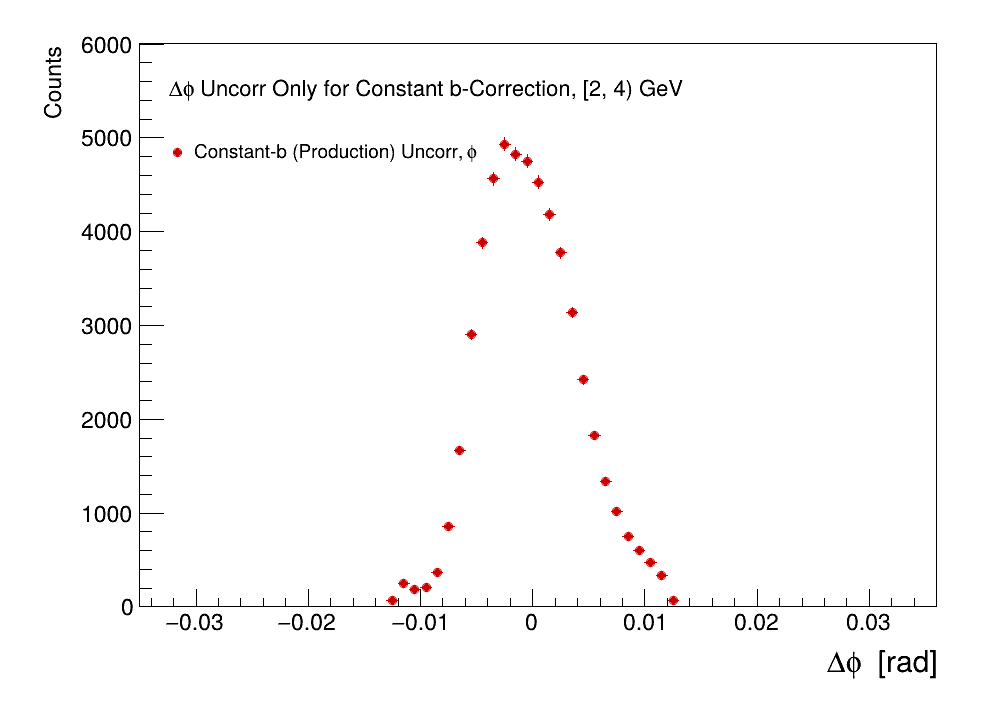 Counts
6000
Δϕ Uncorr Only for Constant b-Correction, [2, 4) GeV
5000
Constant-b (Production) Uncorr, ϕ
4000
3000
2000
1000
0
−0.03 −0.02 −0.01 0 0.01 0.02 0.03
Δϕ [rad]